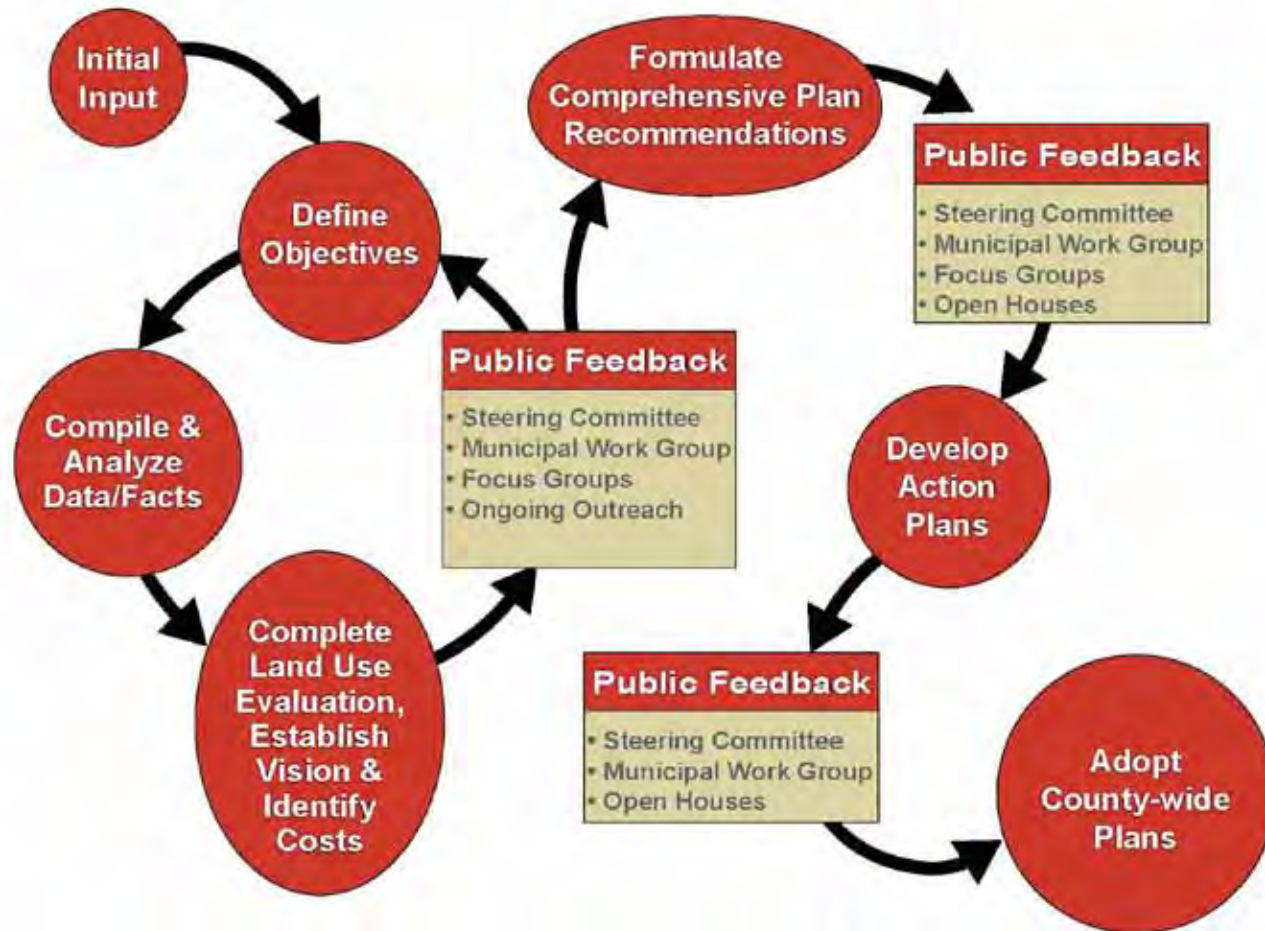 Initial
Input
Define
Objectives
Compile &
Analyze
Data/Facts
Complete
Land Use
Evaluation,
Establish
Vision &
Identify
Costs
Public Feedback
• Steering Committee
• Municipal Work Group
• Focus Groups
• Ongoing Outreach
Formulate
Comprehensive Plan
Recommendations
Public Feedback
• Steering Committee
• Municipal Work Group
• Focus Groups
• Open Houses
Develop
Action
Plans
Public Feedback
• Steering Committee
• Municipal Work Group
• Open Houses
Adopt
County-wide
Plans